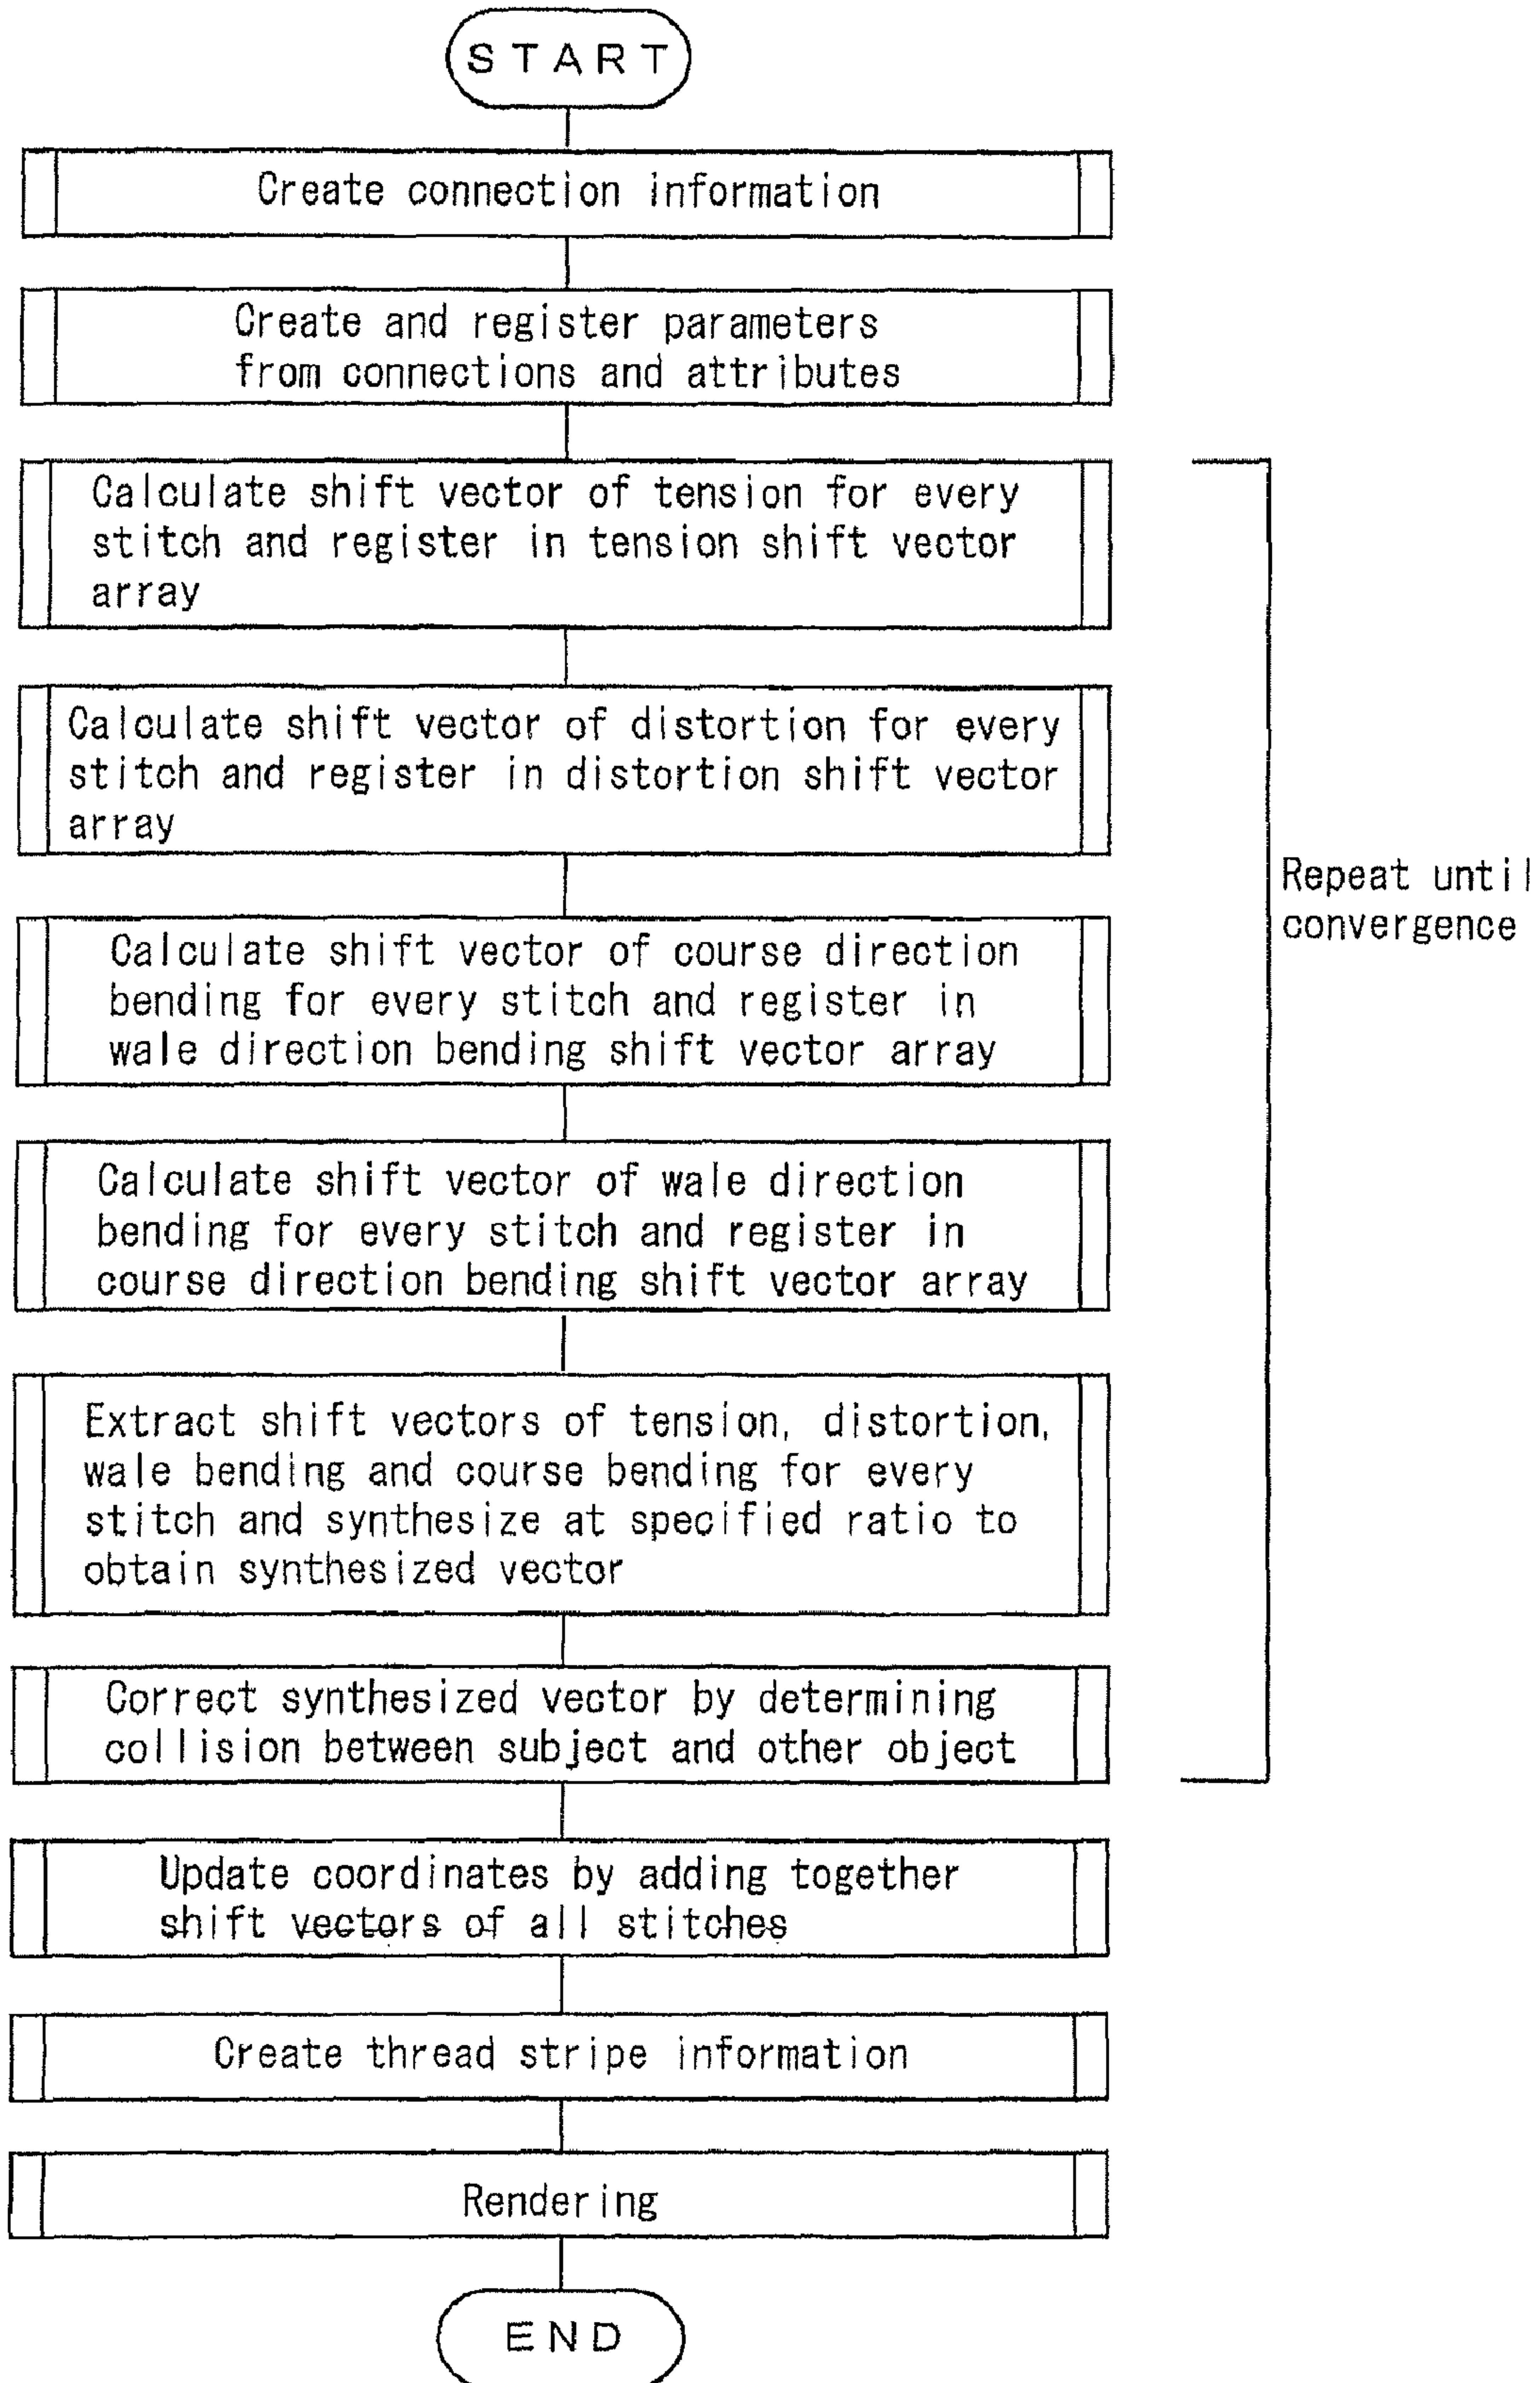 START
Create connection information
Create and register parameters
from connections and attributes
Calculate shift vector of tension for every
stitch and register in tension shift vector
array
Calculate shift vector of distortion for every
stitch and register in distortion shift vector
array
Repeat until
convergence
Calculate shift vector of course direction
bending for every stitch and register in
wale direction bending shift vector array
Calculate shift vector of wale direction
bending for every stitch and register in
course direction bending shift vector array
Extract shift vectors of tension, distortion,
wale bending and course bending for every
stitch and synthesize at specified ratio to
obtain synthesized vector
Correct synthesized vector by determining
collision between subject and other object
Update coordinates by adding together
shift vectors of all stitches
Create thread stripe information
Rendering
END